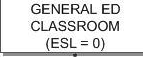 GENERAL ED
CLASSROOM
(ESL = 0)